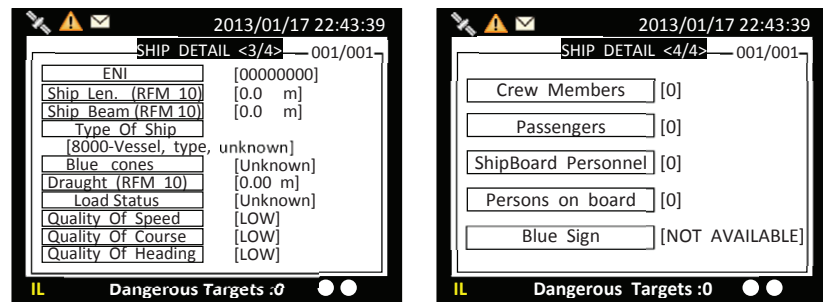 2013/01/17 22:43:39
SHIP DETAIL <3/4> 001/001
ENI [00000000]
Ship Len. (RFM 10) [0.0 m]
Ship Beam (RFM 10) [0.0 m]
Type Of Ship
[8000-Vessel, type, unknown]
Blue cones [Unknown]
Draught (RFM 10) [0.00 m]
Load Status [Unknown]
Quality Of Speed [LOW]
Quality Of Course [LOW]
Quality Of Heading [LOW]
IL Dangerous Targets :0
2013/01/17 22:43:39
SHIP DETAIL <4/4> 001/001
Crew Members [0]
Passengers [0]
ShipBoard Personnel [0]
Persons on board [0]
Blue Sign [NOT AVAILABLE]
IL Dangerous Targets :0